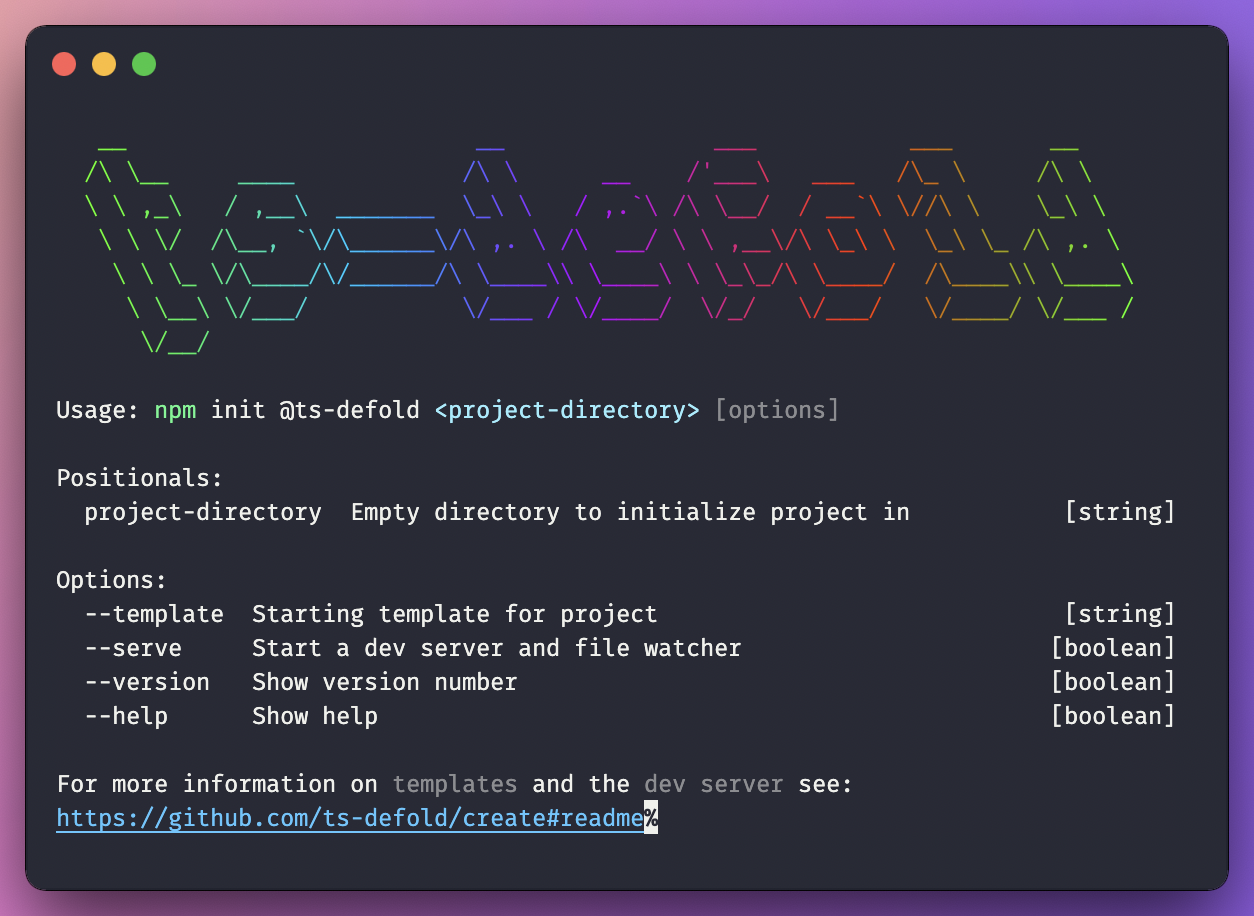 ts-defold
Usage: npm init @ts-defold <project-directory> [options]
Positionals:
project-directory  Empty directory to initialize project in [string]
Options:
--template  Starting template for project [string]
--serve     Start a dev server and file watcher [boolean]
--version   Show version number [boolean]
--help      Show help [boolean]
For more information on templates and the dev server see:
https://github.com/ts-defold/create#readme%